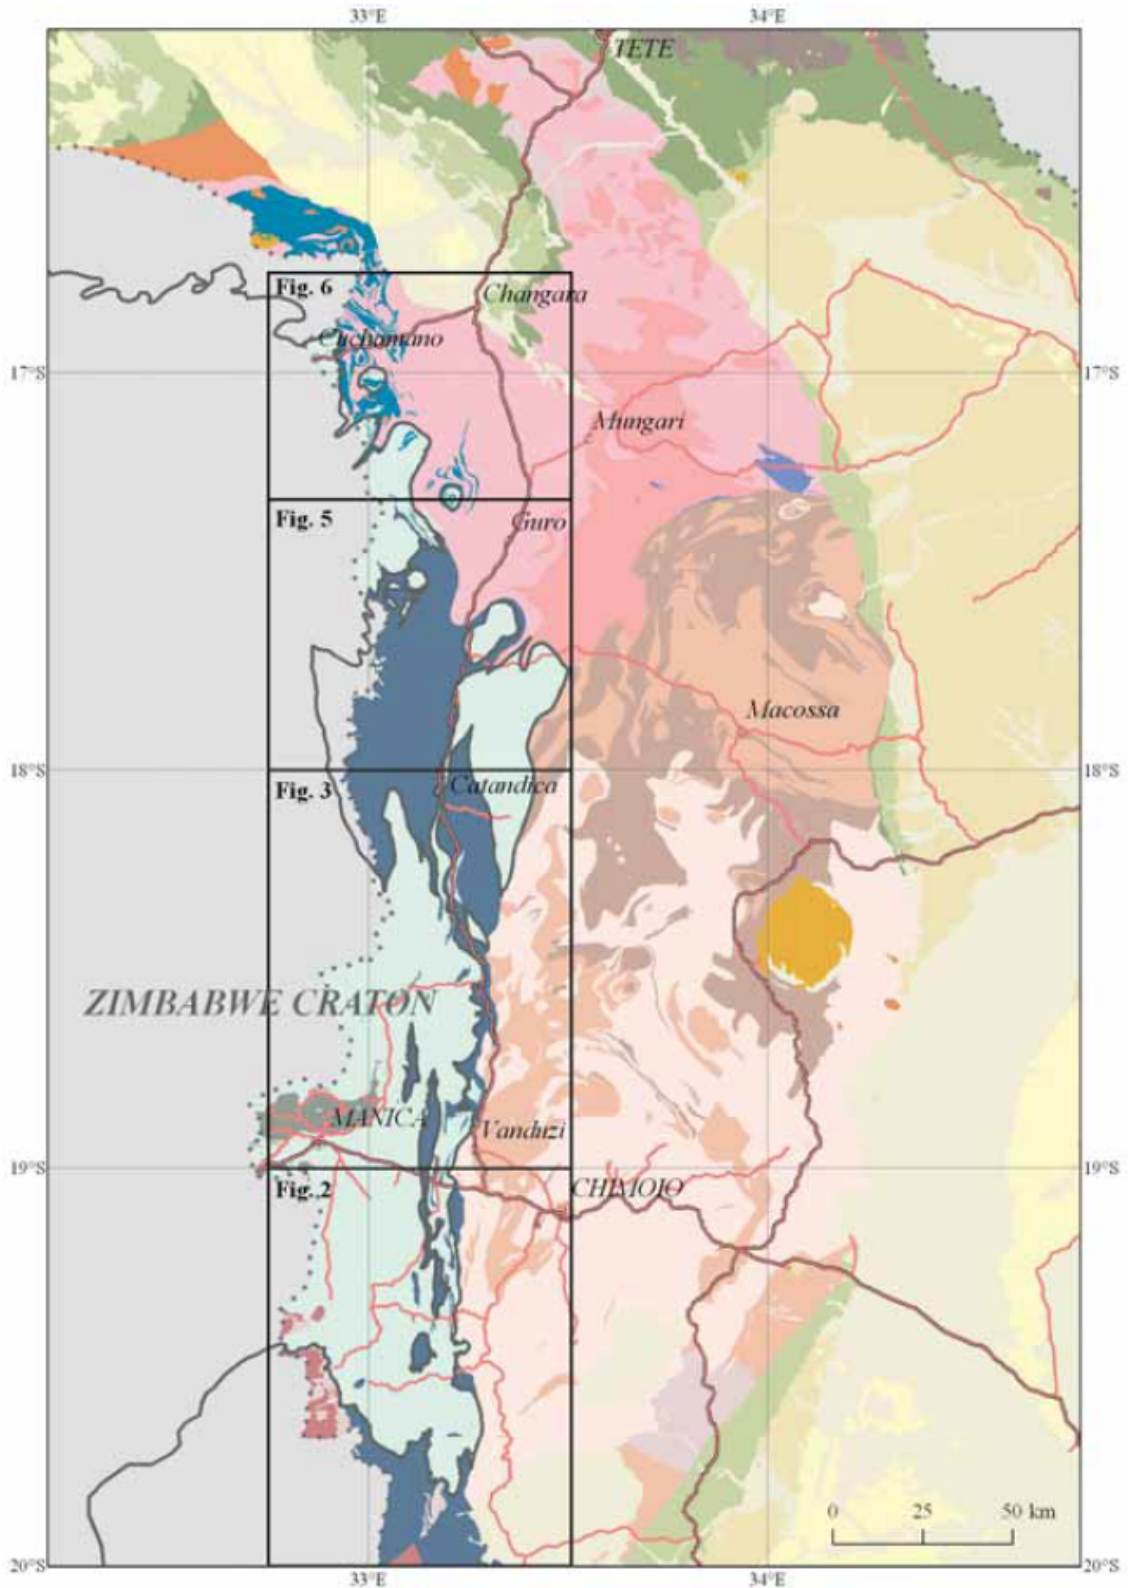 33°E 34°E
TETE
Fig. 6
Changara
Cuchamano
17°S 17°S
Mungari
Fig. 5
Guro
Macossa
18°S 18°S
Fig. 3
Catandica
ZIMBABWE CRATON
MANICA
Vanduzi
19°S 19°S
Fig. 2
CHIMOIO
0 25 50 km
20°S 20°S
33°E 34°E